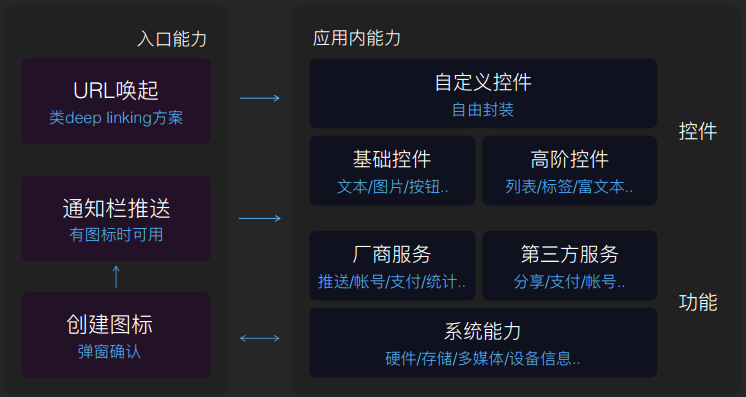 入口能力
URL唤起
类deep linking方案
通知栏推送
有图标时可用
创建图标
弹窗确认
应用内能力
自定义控件
自由封装
基础控件
文本/图片/按钮..
高阶控件
列表/标签/富文本..
控件
厂商服务
推送/帐号/支付/统计..
第三方服务
分享/支付/帐号..
系统能力
硬件/存储/多媒体/设备信息..
功能